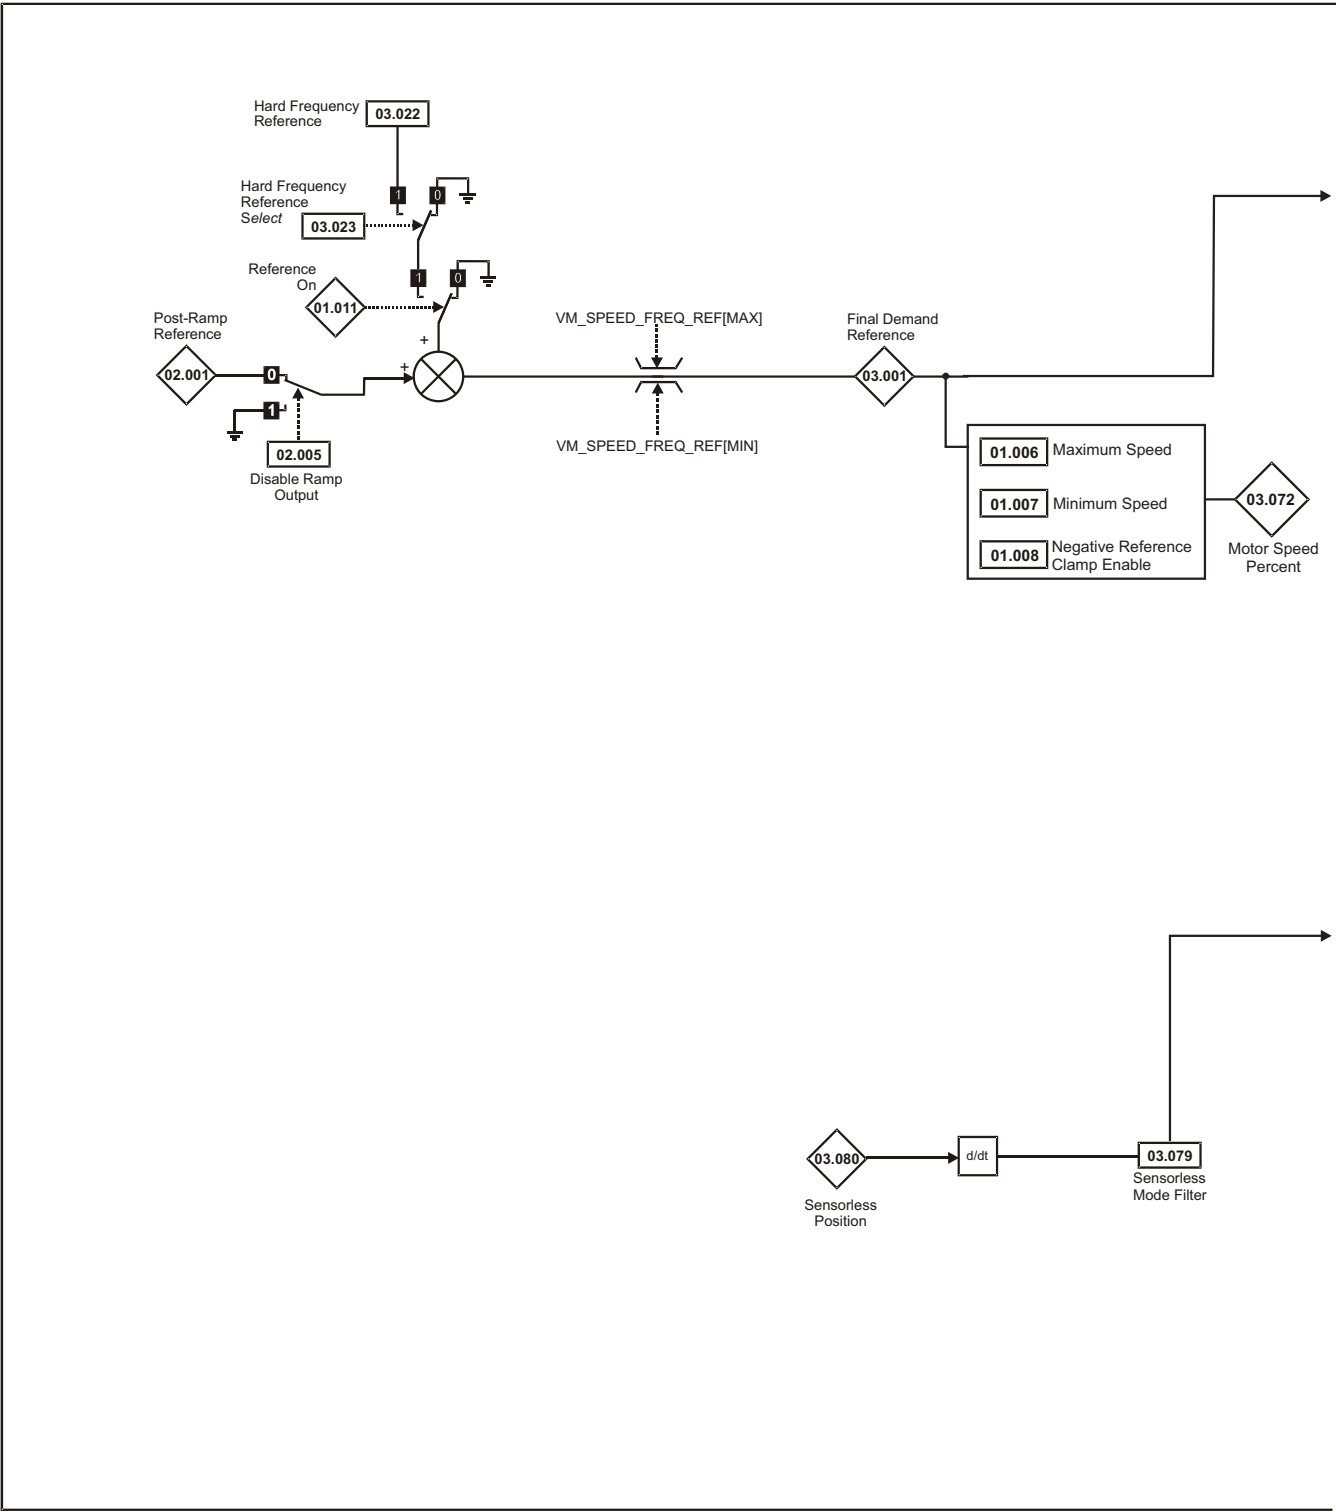 Hard Frequency
Reference
03.022
Hard Frequency
Reference
Select
1
0
03.023
Reference
On
1
0
01.011
Post-Ramp
Reference
+
+
VM_SPEED_FREQ_REF[MAX]
Final Demand
Reference
02.001
0
03.001
1
02.005
Disable Ramp
Output
VM_SPEED_FREQ_REF[MIN]
01.006 Maximum Speed
01.007 Minimum Speed
01.008 Negative Reference
Clamp Enable
03.072
Motor Speed
Percent
03.080
d/dt
03.079
Sensorless
Mode Filter
Sensorless
Position